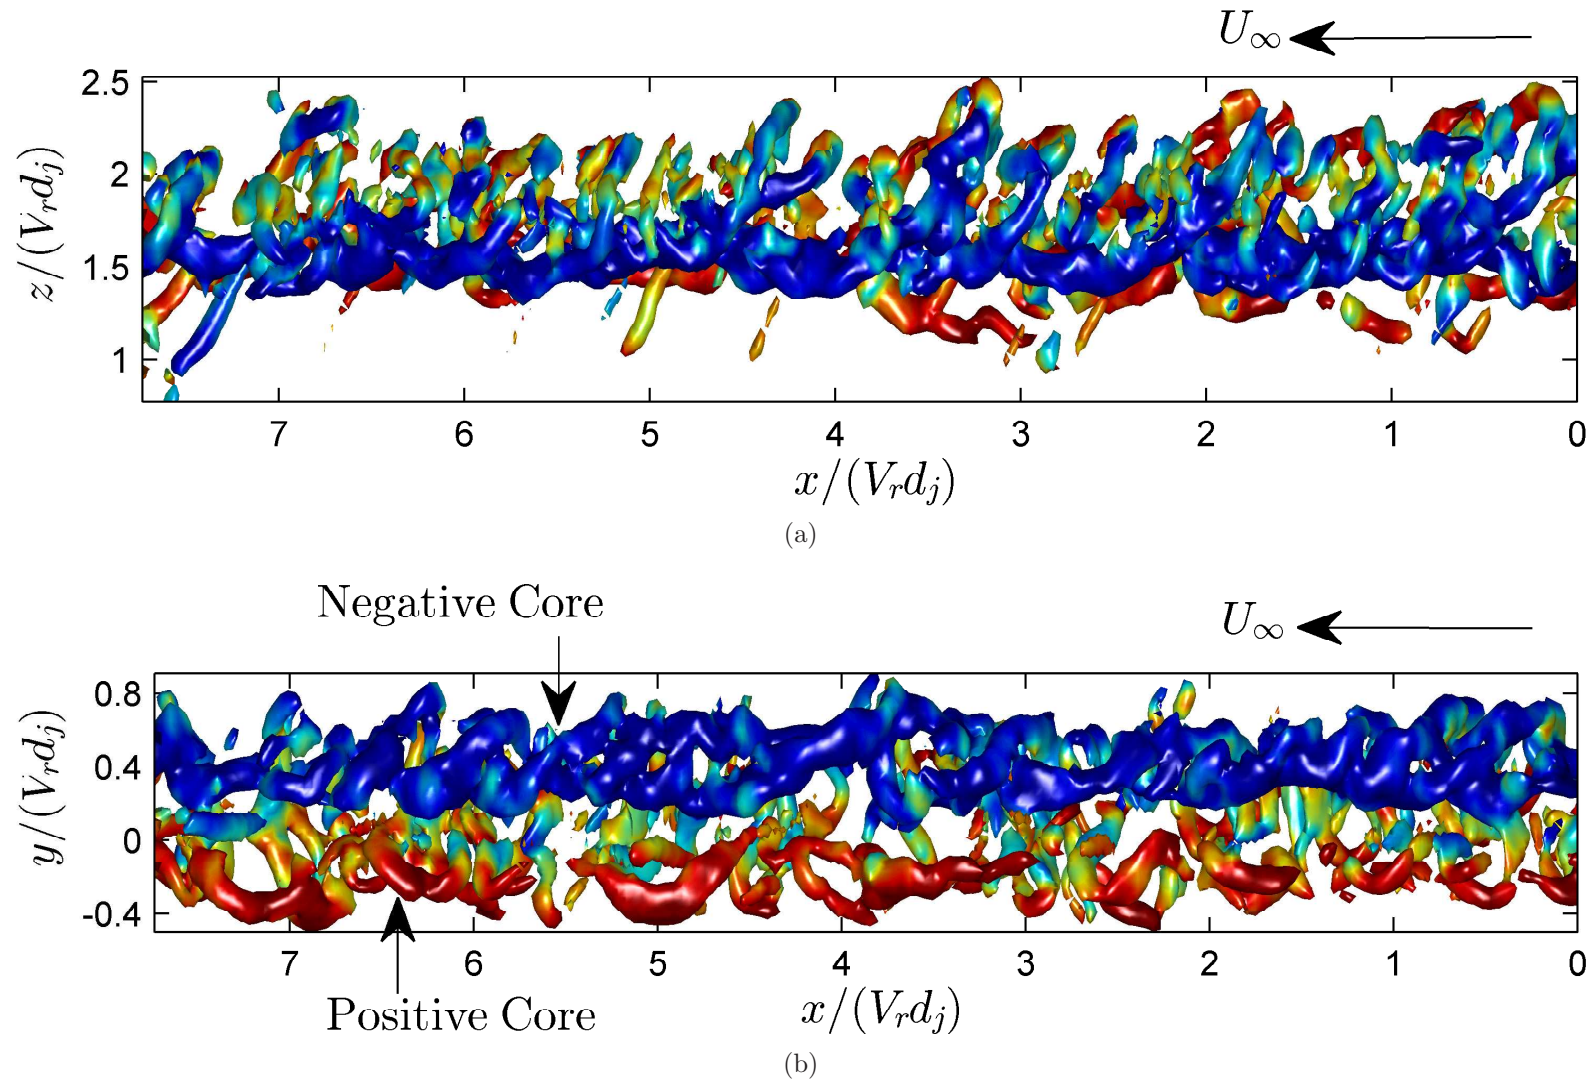 U∞
2.5
2
1.5
1
z/(Vrdj)
7 6 5 4 3 2 1 0
x/(Vrdj)
(a)
Negative Core
U∞
0.8
0.4
0
-0.4
y/(Vrdj)
7 6 5 4 3 2 1 0
Positive Core
x/(Vrdj)
(b)